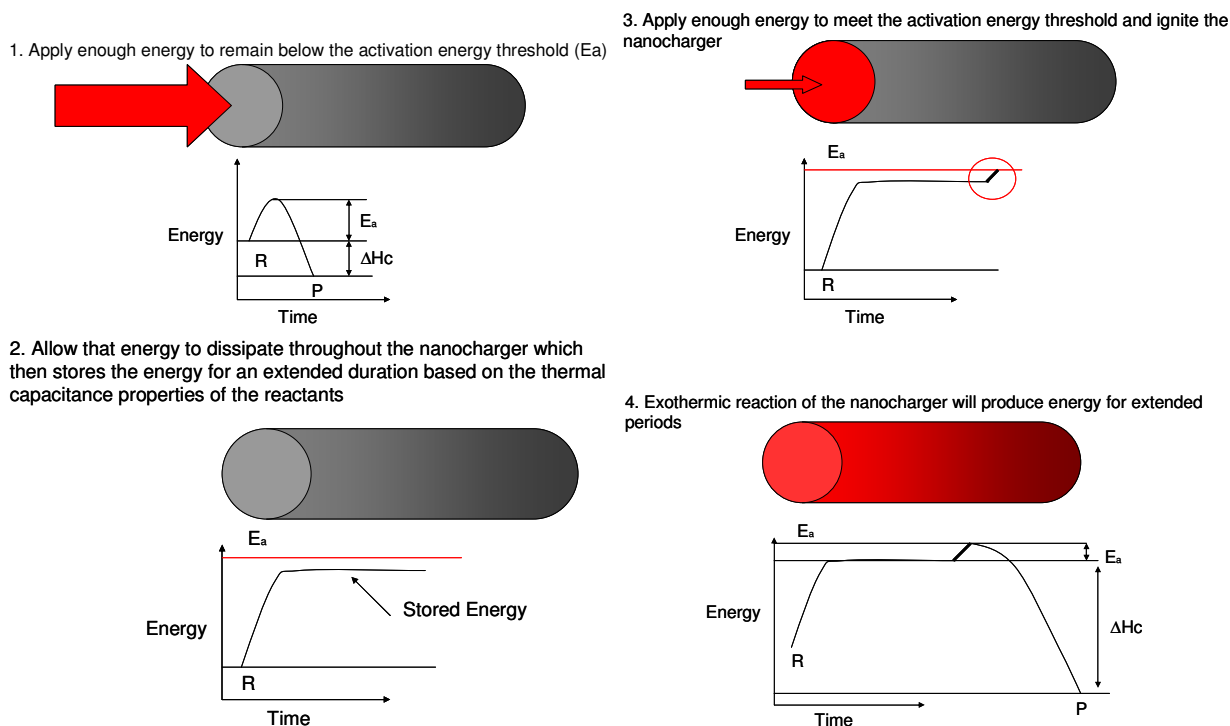 1. Apply enough energy to remain below the activation energy threshold (Ea)
Ea
Energy
R
ΔHc
P
Time
2. Allow that energy to dissipate throughout the nanocharger which
then stores the energy for an extended duration based on the thermal
capacitance properties of the reactants
Ea
Stored Energy
Energy
R
Time
3. Apply enough energy to meet the activation energy threshold and ignite the
nanocharger
Ea
Energy
R
Time
4. Exothermic reaction of the nanocharger will produce energy for extended
periods
Ea
Ea
Energy
ΔHc
R
P
Time